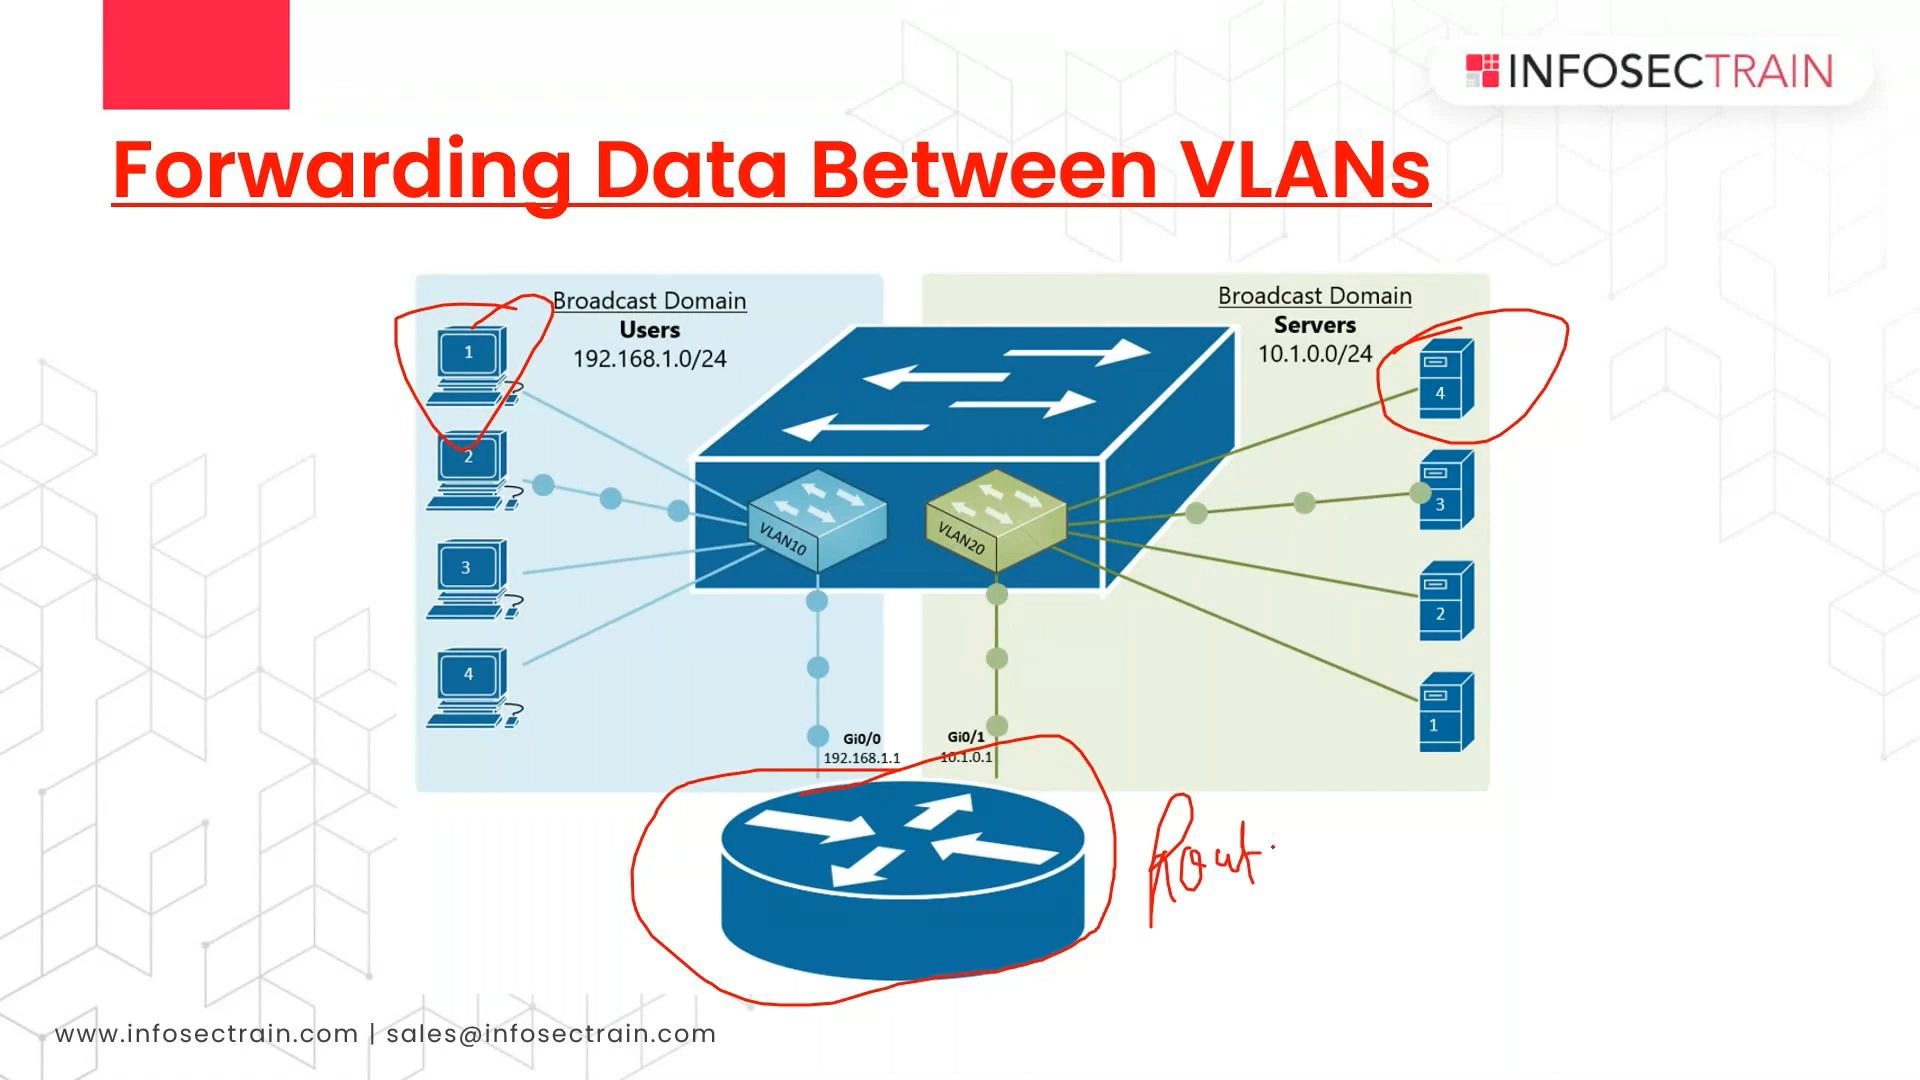 INFOSECTRAIN
Forwarding Data Between VLANs
Broadcast Domain
Users
192.168.1.0/24
Broadcast Domain
Servers
10.1.0.0/24
1
2
3
4
4
3
2
1
VLAN10
VLAN20
Gi0/0
192.168.1.1
Gi0/1
10.1.0.1
Rout
www.infosectrain.com | sales@infosectrain.com